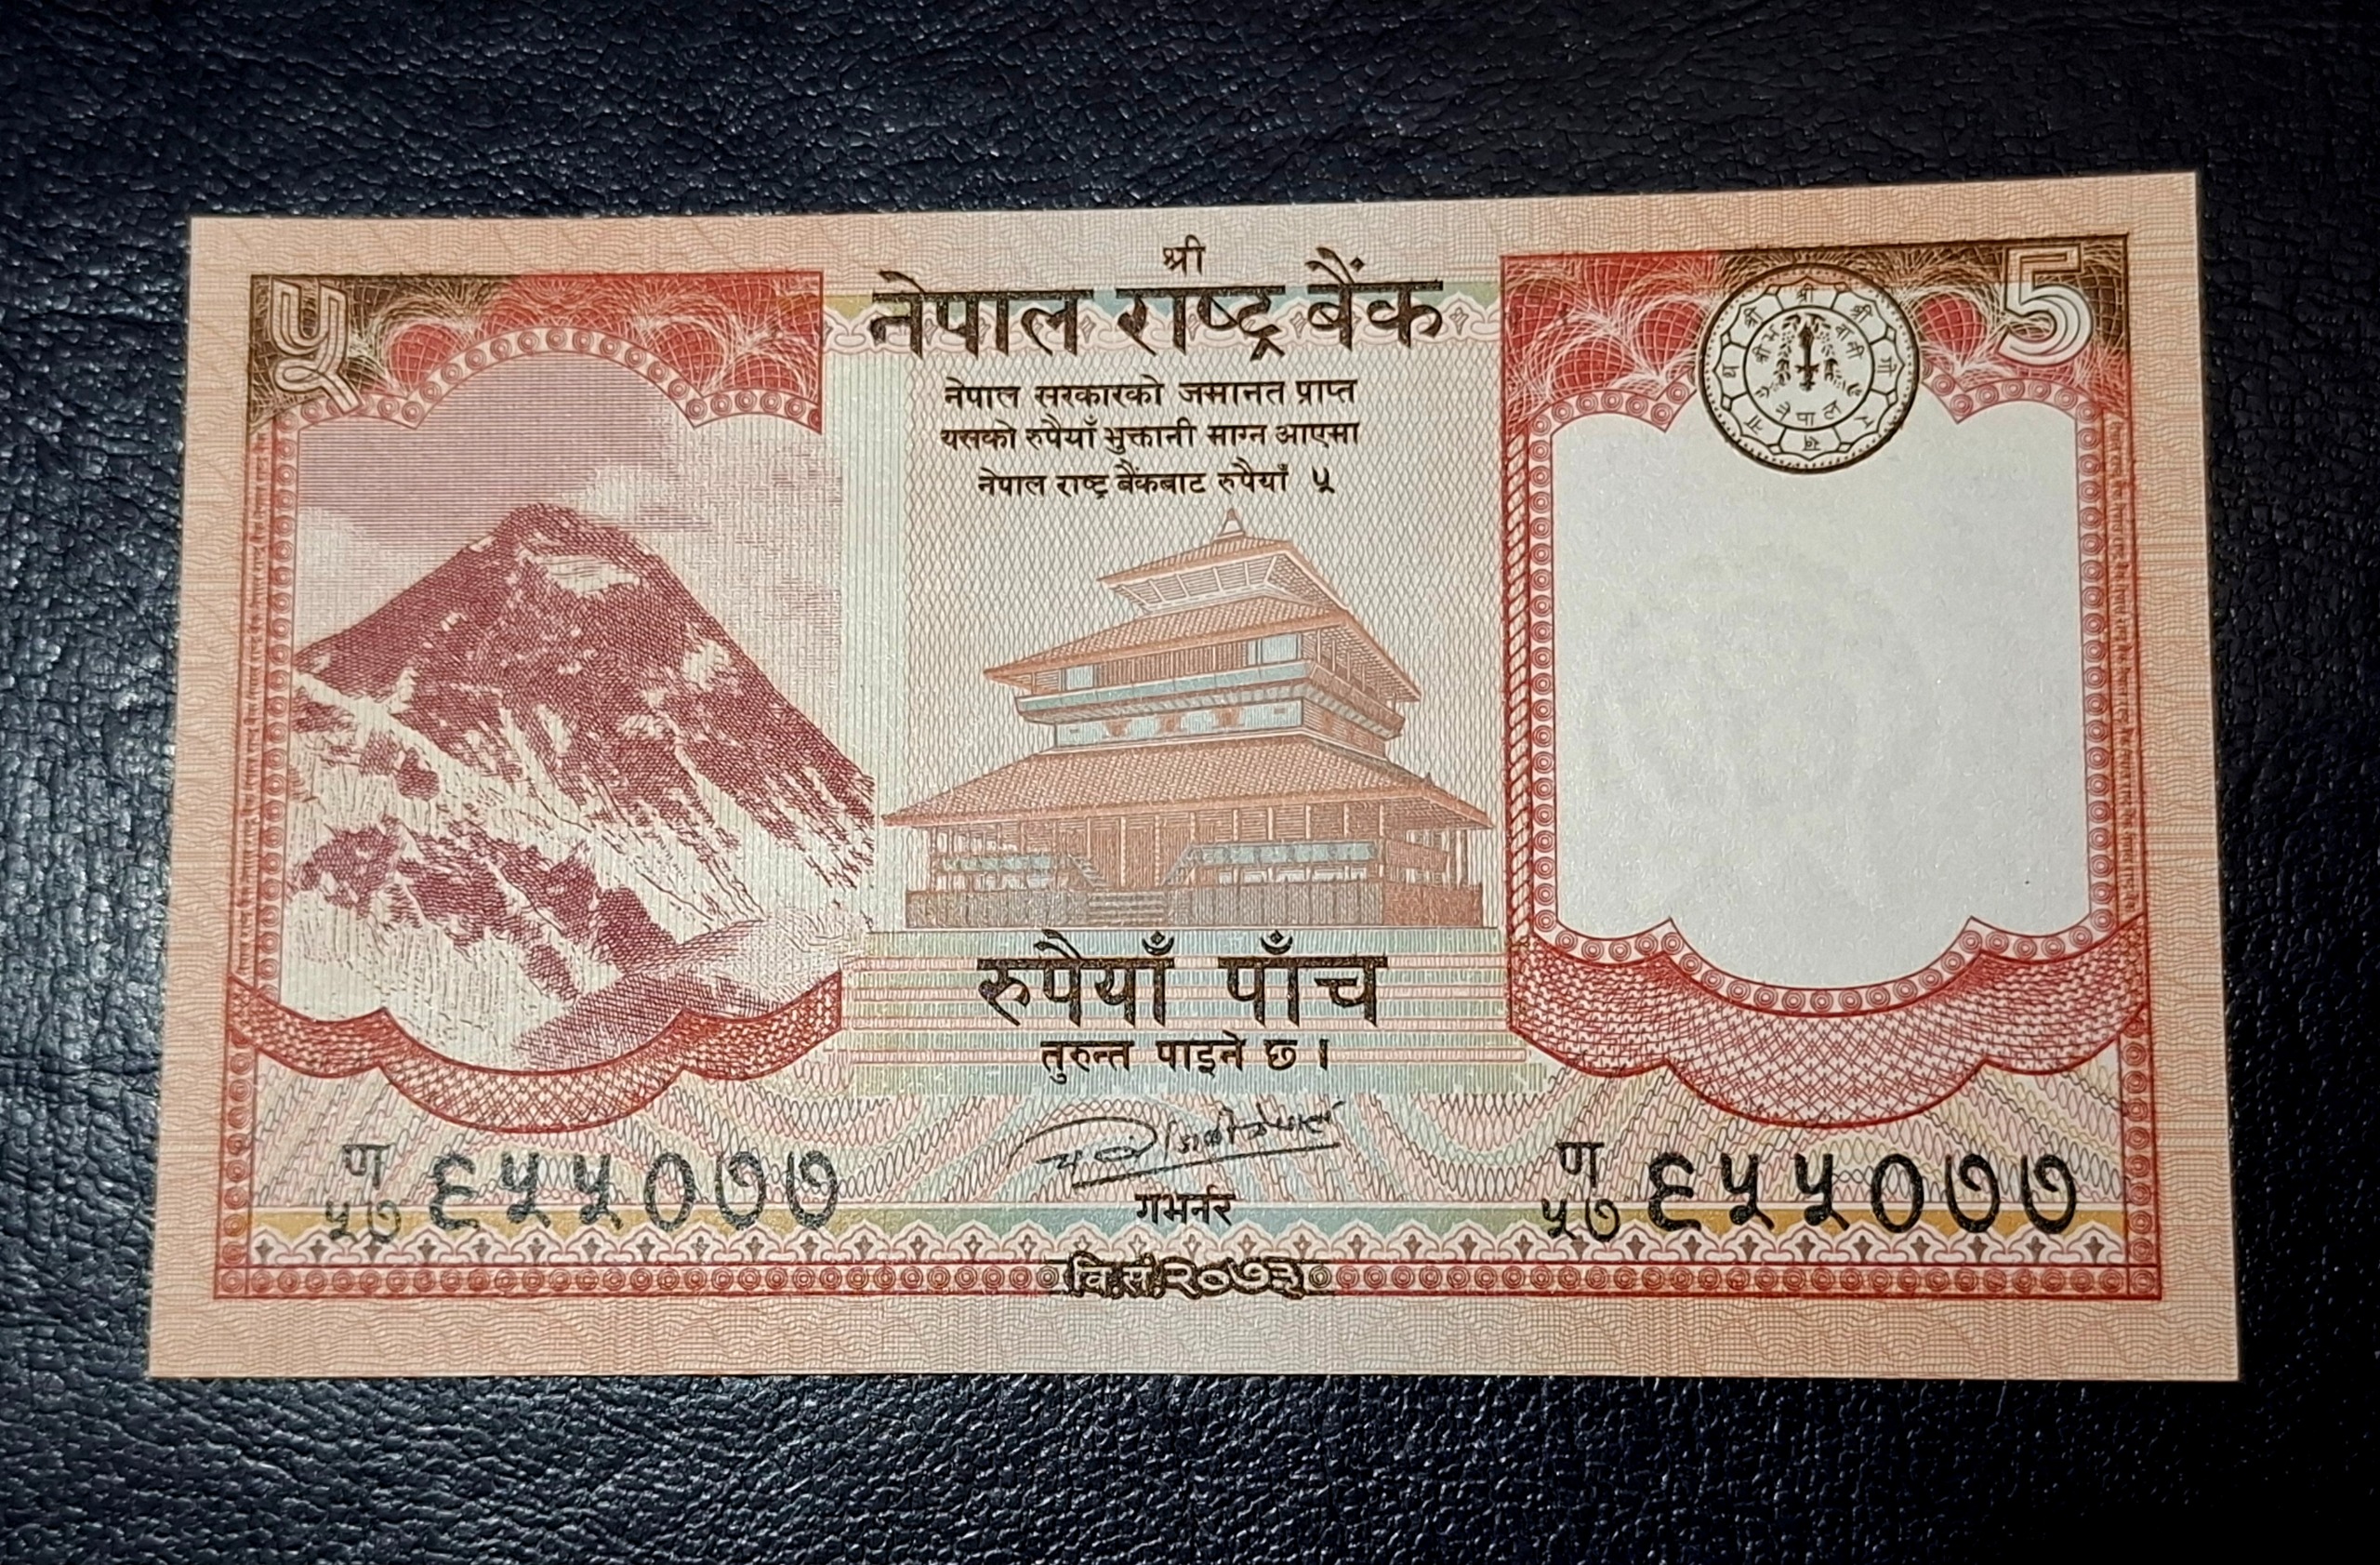 श्री
नेपाल राष्ट्र बैंक
५
5
नेपाल सरकारको जमानत प्राप्त
यसको रुपैयाँ भुक्तानी माग्न आएमा
नेपाल राष्ट्र बैंकबाट रुपैयाँ ५
नेपाल
रुपैयाँ पाँच
तुरुन्त पाइने छ ।
ण
५७ ६५५०७७
गभर्नर
ण
५७ ६५५०७७
वि.सं.२०७३